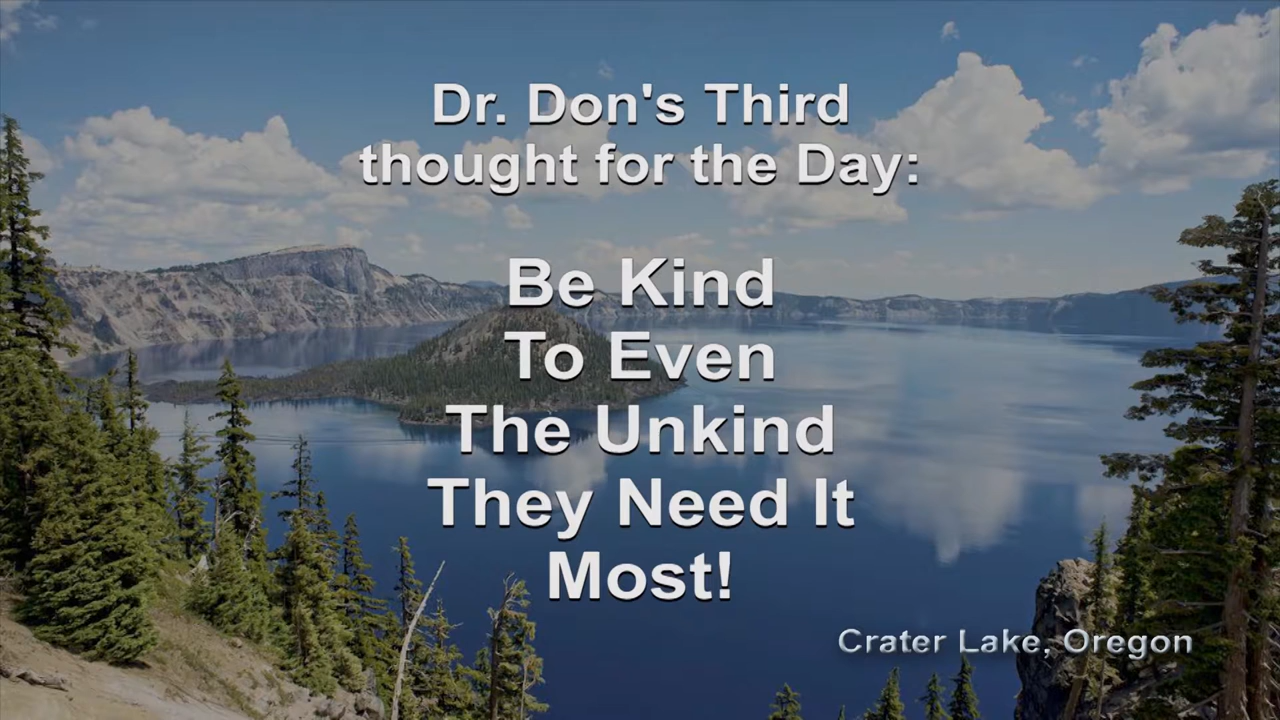 Dr. Don's Third
thought for the Day:
Be Kind
To Even
The Unkind
They Need It
Most!
Crater Lake, Oregon